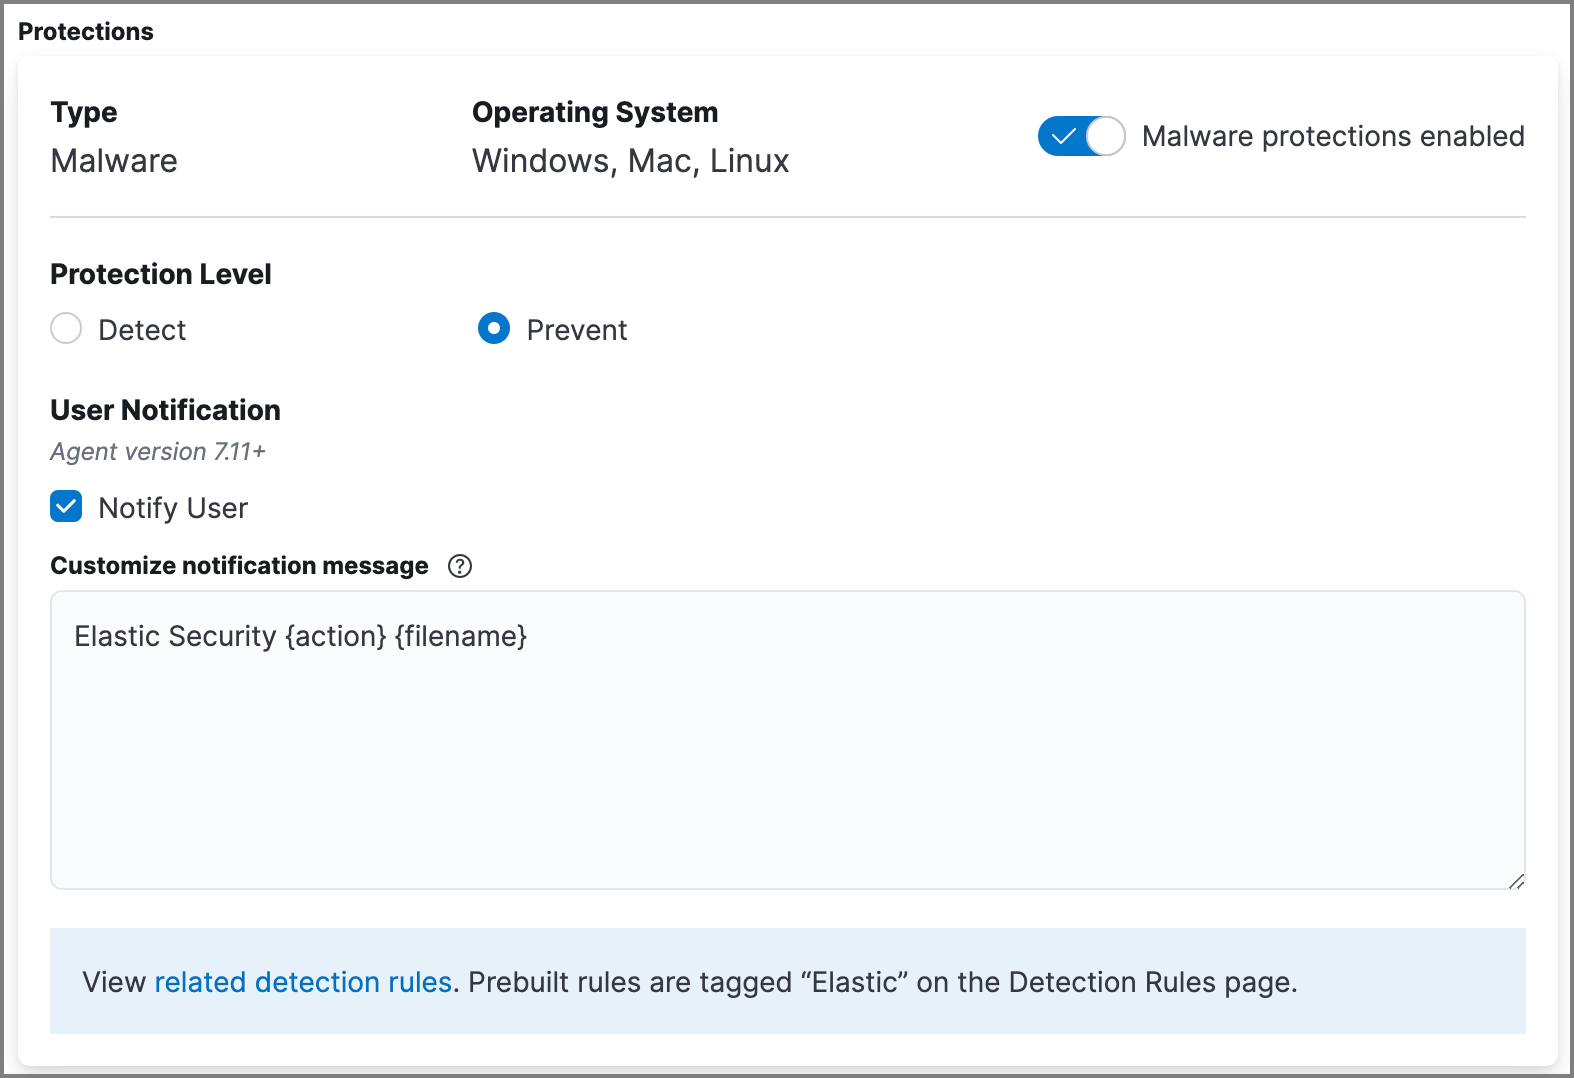 Protections
Type
Malware
Operating System
Windows, Mac, Linux
Malware protections enabled
Protection Level
Detect
Prevent
User Notification
Agent version 7.11+
Notify User
Customize notification message
Elastic Security {action} {filename}
View related detection rules. Prebuilt rules are tagged “Elastic” on the Detection Rules page.